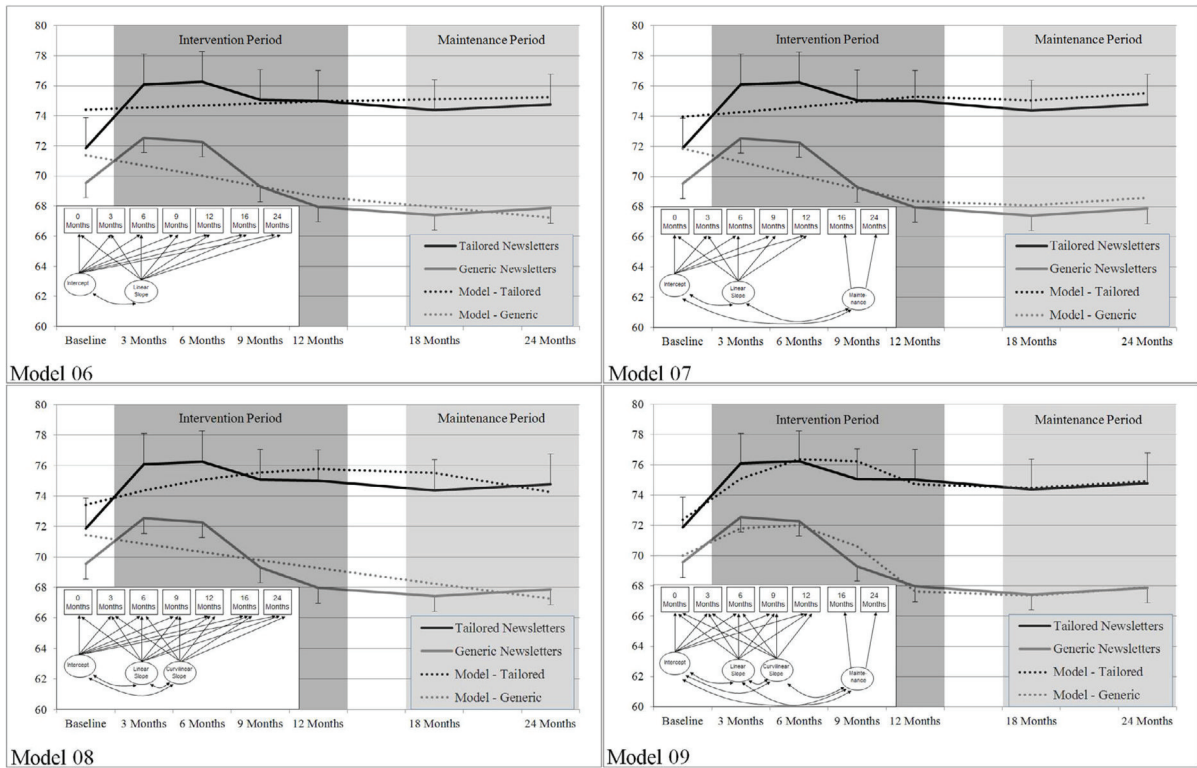 80
78
76
74
72
70
68
66
64
62
60
Intervention Period
Maintenance Period
0 Months
3 Months
6 Months
9 Months
12 Months
16 Months
24 Months
Intercept
Linear Slope
Tailored Newsletters
Generic Newsletters
Model - Tailored
Model - Generic
Baseline 3 Months 6 Months 9 Months 12 Months 18 Months 24 Months
Model 06
80
78
76
74
72
70
68
66
64
62
60
Intervention Period
Maintenance Period
0 Months
3 Months
6 Months
9 Months
12 Months
16 Months
24 Months
Intercept
Linear Slope
Mainte-
nance
Tailored Newsletters
Generic Newsletters
Model - Tailored
Model - Generic
Baseline 3 Months 6 Months 9 Months 12 Months 18 Months 24 Months
Model 07
80
78
76
74
72
70
68
66
64
62
60
Intervention Period
Maintenance Period
0 Months
3 Months
6 Months
9 Months
12 Months
16 Months
24 Months
Intercept
Linear Slope
Curvilinear Slope
Tailored Newsletters
Generic Newsletters
Model - Tailored
Model - Generic
Baseline 3 Months 6 Months 9 Months 12 Months 18 Months 24 Months
Model 08
80
78
76
74
72
70
68
66
64
62
60
Intervention Period
Maintenance Period
0 Months
3 Months
6 Months
9 Months
12 Months
16 Months
24 Months
Intercept
Linear Slope
Curvilinear Slope
Mainte-
nance
Tailored Newsletters
Generic Newsletters
Model - Tailored
Model - Generic
Baseline 3 Months 6 Months 9 Months 12 Months 18 Months 24 Months
Model 09